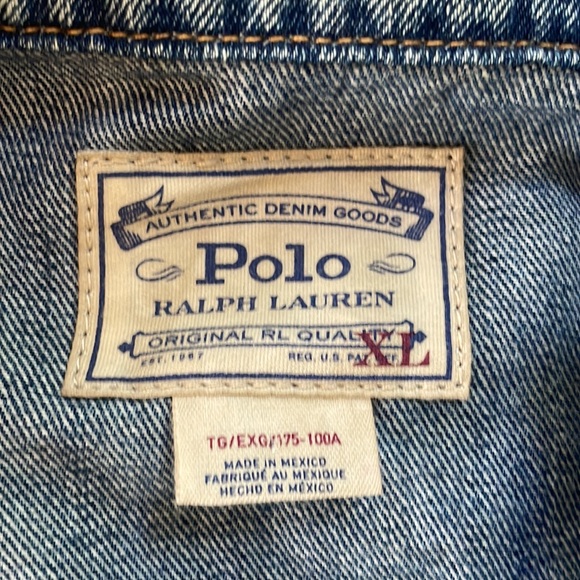 AUTHENTIC DENIM GOODS
Polo
RALPH LAUREN
ORIGINAL RL QUALITY
EST. 1967 REG. U.S. PAT. OFF.
XL
TG/EXG/175-100A
MADE IN MEXICO
FABRIQUÉ AU MEXIQUE
HECHO EN MÉXICO